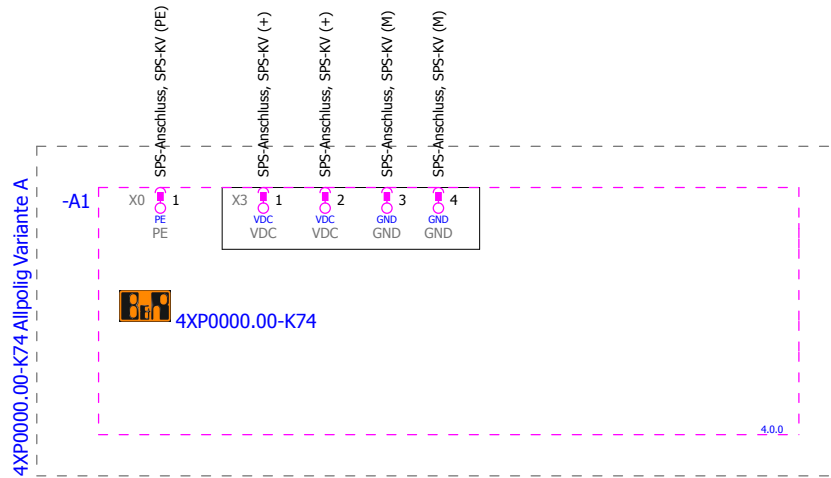 SPS-Anschluss, SPS-KV (PE)
SPS-Anschluss, SPS-KV (+)
SPS-Anschluss, SPS-KV (+)
SPS-Anschluss, SPS-KV (M)
SPS-Anschluss, SPS-KV (M)
4XP0000.00-K74 Allpolig Variante A
-A1
X0 1 X3 1 2 3 4
PE VDC VDC GND GND
PE VDC VDC GND GND
B&R 4XP0000.00-K74
4.0.0